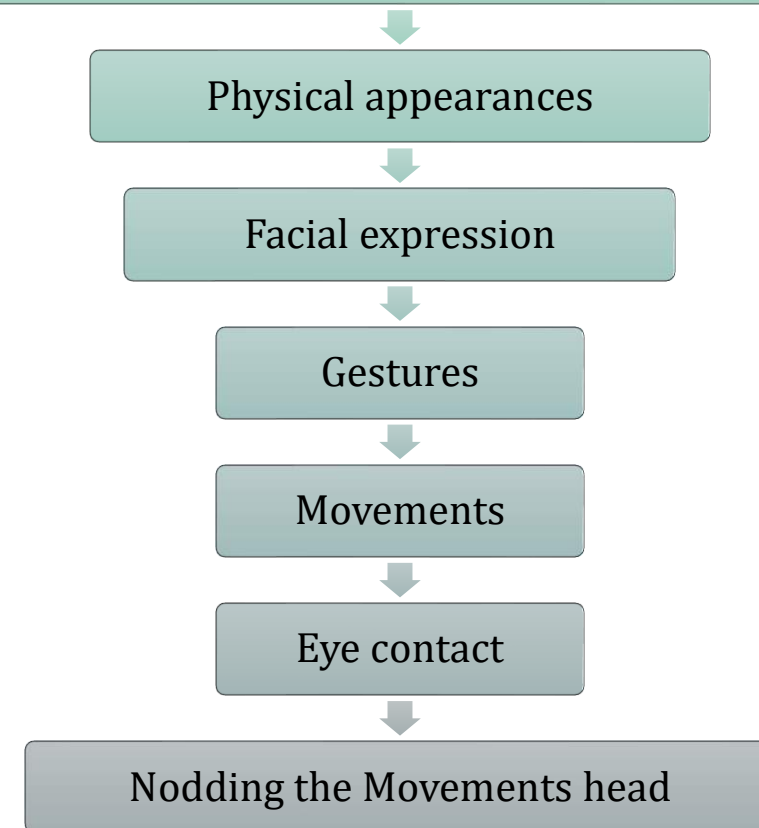 Physical appearances
Facial expression
Gestures
Movements
Eye contact
Nodding the Movements head